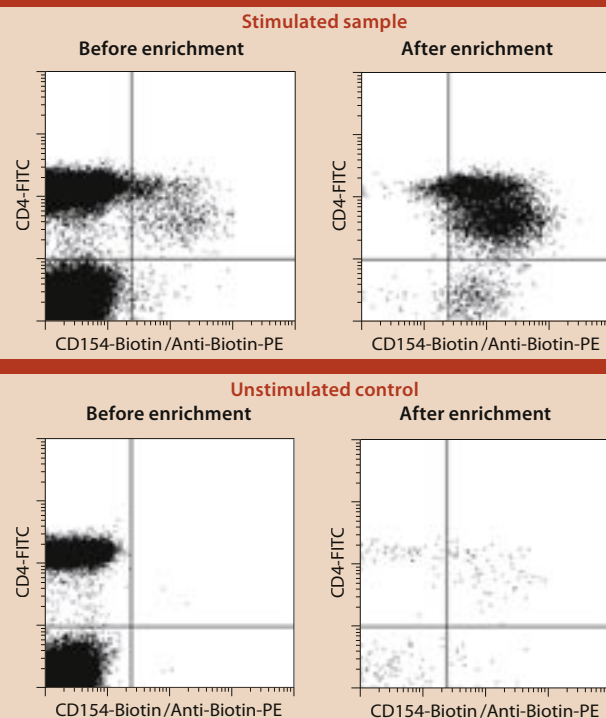 Stimulated sample
Before enrichment
After enrichment
CD4-FITC
CD4-FITC
CD154-Biotin/Anti-Biotin-PE
CD154-Biotin/Anti-Biotin-PE
Unstimulated control
Before enrichment
After enrichment
CD4-FITC
CD4-FITC
CD154-Biotin/Anti-Biotin-PE
CD154-Biotin/Anti-Biotin-PE